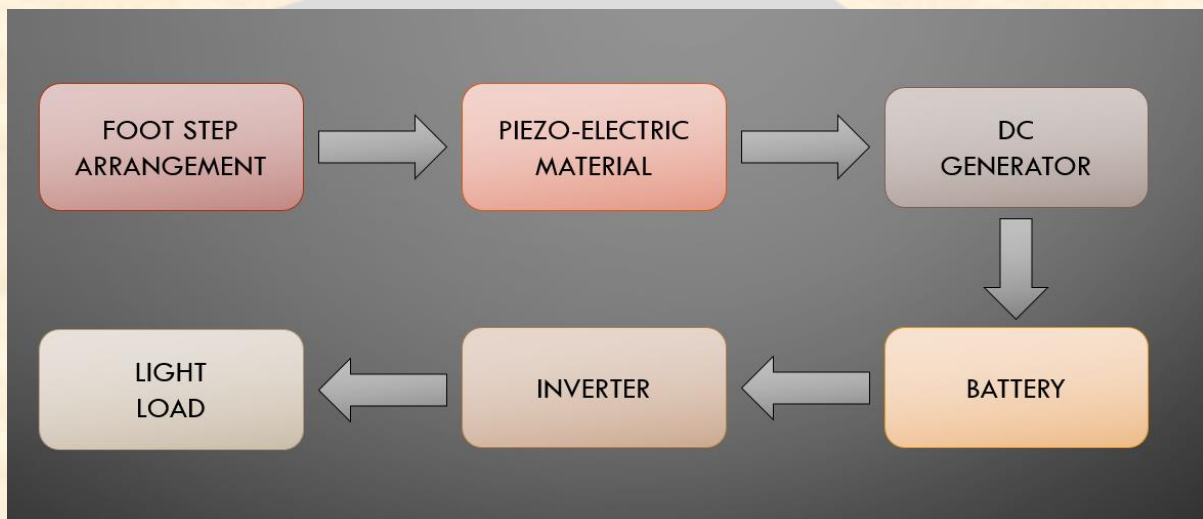 FOOT STEP
ARRANGEMENT
PIEZO-ELECTRIC
MATERIAL
DC
GENERATOR
BATTERY
INVERTER
LIGHT
LOAD